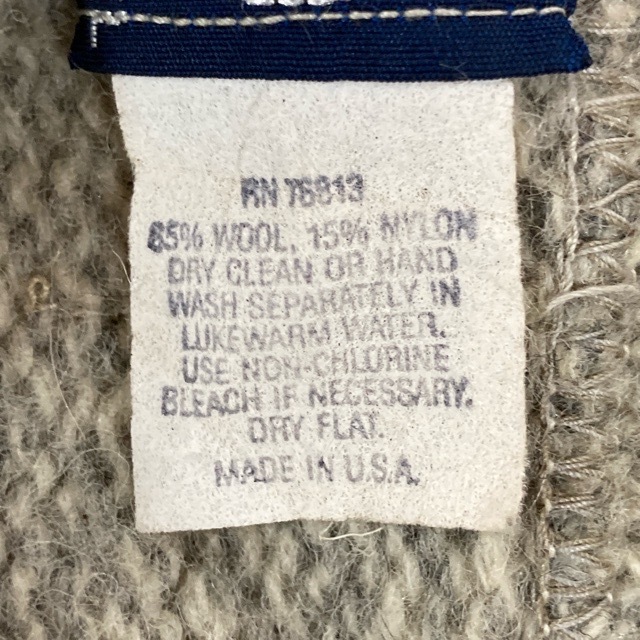 RN 76813
85% WOOL, 15% NYLON
DRY CLEAN OR HAND
WASH SEPARATELY IN
LUKEWARM WATER.
USE NON-CHLORINE
BLEACH IF NECESSARY.
DRY FLAT.
MADE IN U.S.A.